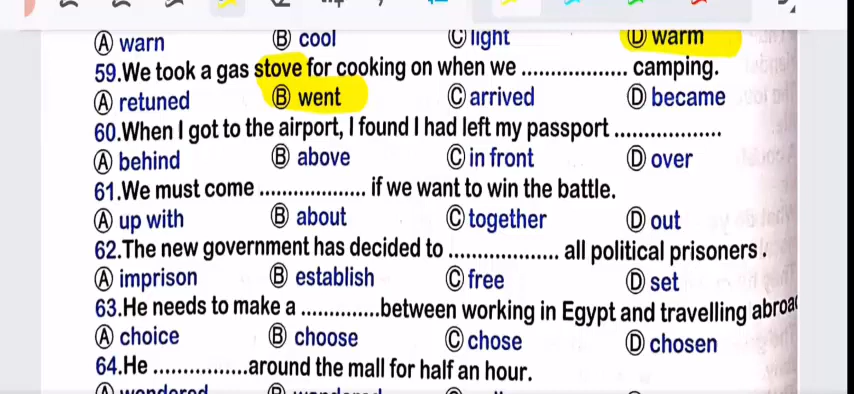 Ⓐ warn Ⓑ cool Ⓒ light Ⓓ warm
59.We took a gas stove for cooking on when we .................. camping.
Ⓐ retuned Ⓑ went Ⓒ arrived Ⓓ became
60.When I got to the airport, I found I had left my passport ..................
Ⓐ behind Ⓑ above Ⓒ in front Ⓓ over
61.We must come .................. if we want to win the battle.
Ⓐ up with Ⓑ about Ⓒ together Ⓓ out
62.The new government has decided to ................... all political prisoners.
Ⓐ imprison Ⓑ establish Ⓒ free Ⓓ set
63.He needs to make a ..............between working in Egypt and travelling
Ⓐ choice Ⓑ choose Ⓒ chose Ⓓ chosen
64.He .................around the mall for half an hour.